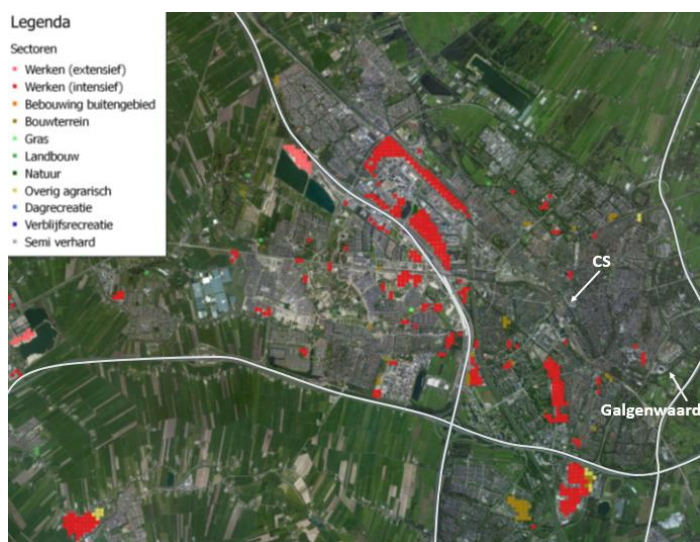 Legenda
Sectoren
Werken (extensief)
Werken (intensief)
Bebouwing buitengebied
Bouwterrein
Gras
Landbouw
Natuur
Overig agrarisch
Dagrecreatie
Verblijfsrecreatie
Semi verhard
CS
Galgenwaard